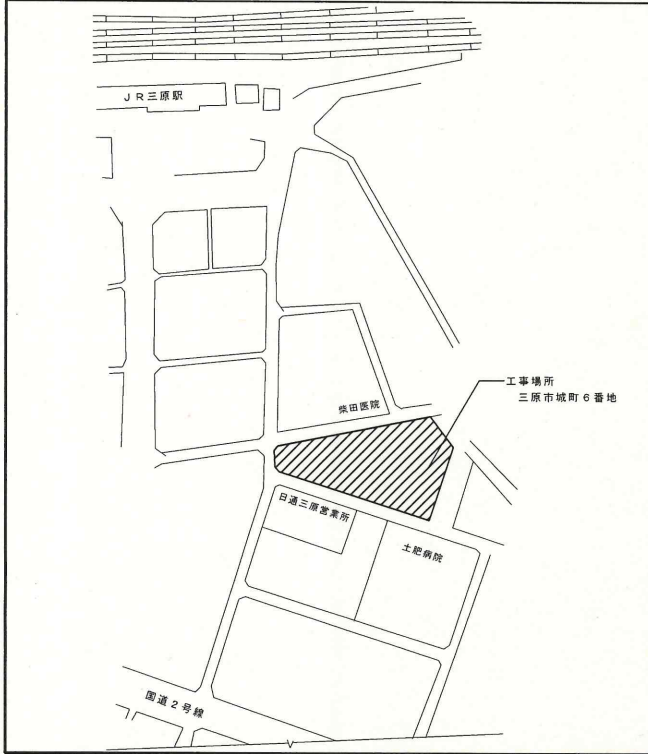 JR三原駅
工事場所
三原市城町6番地
柴田医院
日通三原営業所
土肥病院
国道2号線